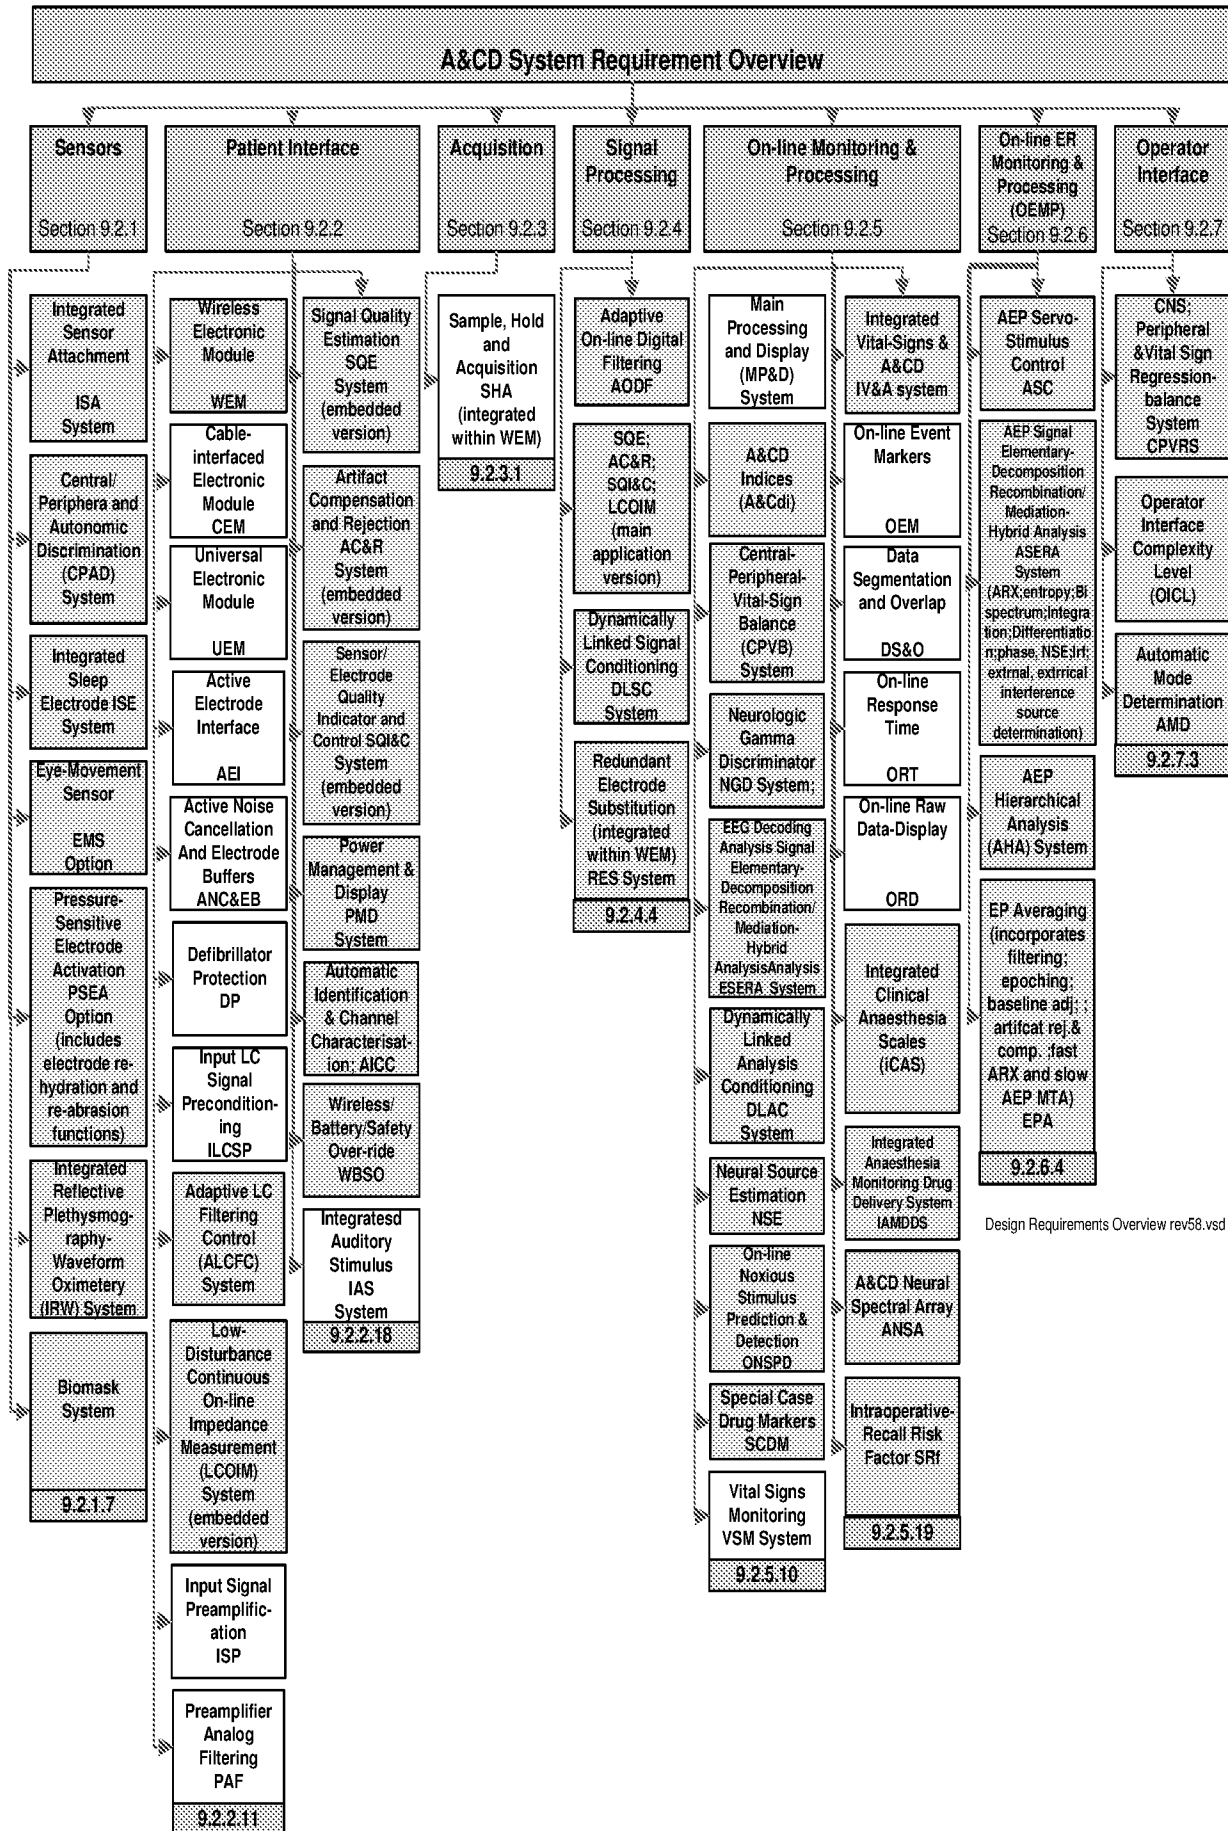 A&CD System Requirement Overview
Sensors
Section 9.2.1
Patient Interface
Section 9.2.2
Acquisition
Section 9.2.3
Signal
Processing
Section 9.2.4
On-line Monitoring &
Processing
Section 9.2.5
On-line ER
Monitoring &
Processing
(OEMP)
Section 9.2.6
Operator
Interface
Section 9.2.7
Integrated
Sensor
Attachment
ISA
System
Central/
Periphera and
Autonomic
Discrimination
(CPAD)
System
Integrated
Sleep
Electrode ISE
System
Eye-Movement
Sensor
EMS
Option
Pressure-
Sensitive
Electrode
Activation
PSEA
Option
(includes
electrode re-
hydration and
re-abrasion
functions)
Integrated
Reflective
Plethysmog-
raphy-
Waveform
Oximetery
(IRW) System
Biomask
System
9.2.1.7
Wireless
Electronic
Module
WEM
Cable-
interfaced
Electronic
Module
CEM
Universal
Electronic
Module
UEM
Active
Electrode
Interface
AEI
Active Noise
Cancellation
And Electrode
Buffers
ANC&EB
Defibrillator
Protection
DP
Input LC
Signal
Precondition-
ing
ILCSP
Adaptive LC
Filtering
Control
(ALCFC)
System
Low-
Disturbance
Continuous
On-line
Impedance
Measurement
(LCOIM)
System
(embedded
version)
Input Signal
Preamplific-
ation
ISP
Preamplifier
Analog
Filtering
PAF
9.2.2.11
Signal Quality
Estimation
SQE
System
(embedded
version)
Artifact
Compensation
and Rejection
AC&R
System
(embedded
version)
Sensor/
Electrode
Quality
Indicator and
Control SQI&C
System
(embedded
version)
Power
Management &
Display
PMD
System
Automatic
Identification
& Channel
Characterisat-
ion; AICC
Wireless/
Battery/Safety
Over-ride
WBSO
Integratesd
Auditory
Stimulus
IAS
System
9.2.2.18
Sample, Hold
and
Acquisition
SHA
(integrated
within WEM)
9.2.3.1
Adaptive
On-line Digital
Filtering
AODF
SQE;
AC&R;
SQI&C;
LCOIM
(main
application
version)
Dynamically
Linked Signal
Conditioning
DLSC
System
Redundant
Electrode
Substitution
(integrated
within WEM)
RES System
9.2.4.4
Main
Processing
and Display
(MP&D)
System
A&CD
Indices
(A&Cdi)
Central-
Peripheral-
Vital-Sign
Balance
(CPVB)
System
Neurologic
Gamma
Discriminator
NGD System;
EEG Decoding
Analysis Signal
Elementary-
Decomposition
Recombination/
Mediation-
Hybrid
AnalysisAnalysis
ESERA System
Dynamically
Linked
Analysis
Conditioning
DLAC
System
Neural Source
Estimation
NSE
On-line
Noxious
Stimulus
Prediction &
Detection
ONSPD
Special Case
Drug Markers
SCDM
Vital Signs
Monitoring
VSM System
9.2.5.10
Integrated
Vital-Signs &
A&CD
IV&A system
On-line Event
Markers
OEM
Data
Segmentation
and Overlap
DS&O
On-line
Response
Time
ORT
On-line Raw
Data-Display
ORD
Integrated
Clinical
Anaesthesia
Scales
(iCAS)
Integrated
Anaesthesia
Monitoring Drug
Delivery System
IAMDDS
A&CD Neural
Spectral Array
ANSA
Intraoperative-
Recall Risk
Factor SRf
9.2.5.19
AEP Servo-
Stimulus
Control
ASC
AEP Signal
Elementary-
Decomposition
Recombination/
Mediation-
Hybrid Analysis
ASERA
System
(ARX;entropy;Bi
spectrum;Integra
tion;Differentiatio
n;phase, NSE;Irf:
extrnal, extrrical
interference
source
determination)
AEP
Hierarchical
Analysis
(AHA) System
EP Averaging
(incorporates
filtering;
epoching;
baseline adj; ;
artifcat rej.&
comp. :fast
ARX and slow
AEP MTA)
EPA
9.2.6.4
CNS;
Peripheral
&Vital Sign
Regression-
balance
System
CPVRS
Operator
Interface
Complexity
Level
(OICL)
Automatic
Mode
Determination
AMD
9.2.7.3
Design Requirements Overview rev58.vsd